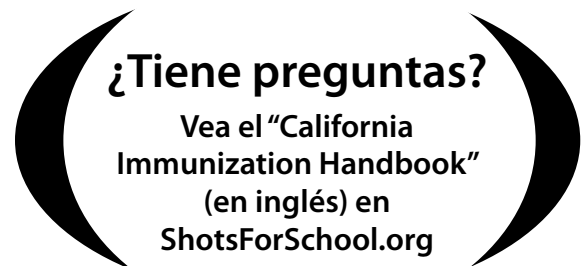 ¿Tiene preguntas?
Vea el “California
Immunization Handbook”
(en inglés) en
ShotsForSchool.org